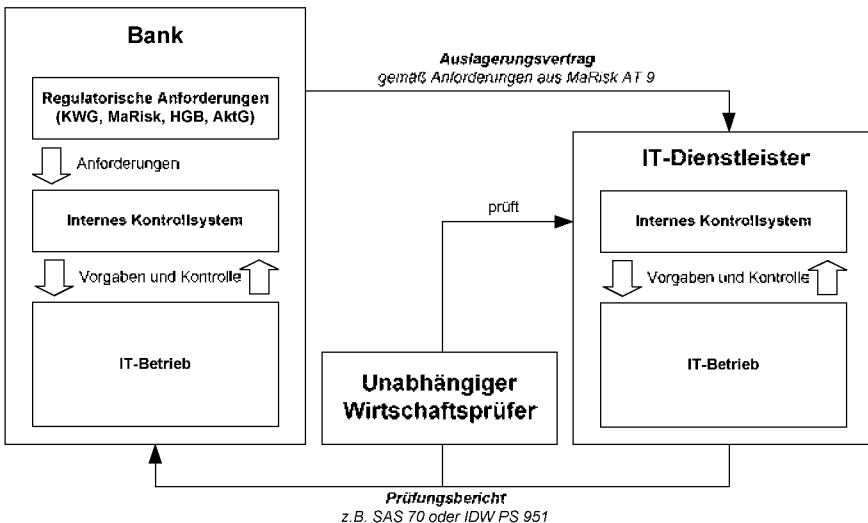 Bank
Regulatorische Anforderungen
(KWG, MaRisk, HGB, AktG)
Anforderungen
Internes Kontrollsystem
Vorgaben und Kontrolle
IT-Betrieb
Auslagerungsvertrag
gemäß Anforderungen aus MaRisk AT 9
prüft
Unabhängiger
Wirtschaftsprüfer
IT-Dienstleister
Internes Kontrollsystem
Vorgaben und Kontrolle
IT-Betrieb
Prüfungsbericht
z.B. SAS 70 oder IDW PS 951